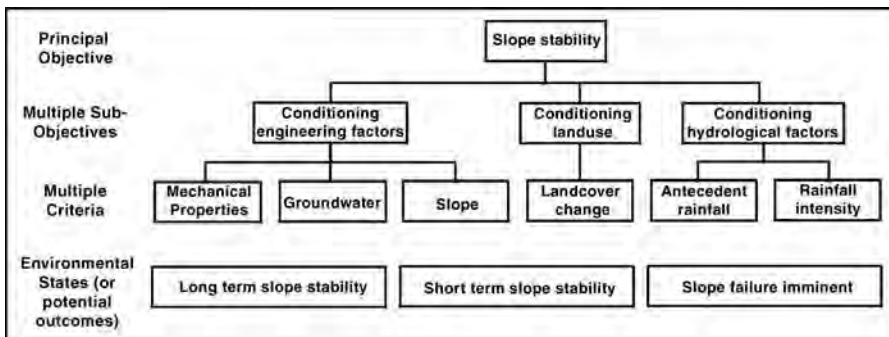 Principal
Objective
Slope stability
Multiple Sub-
Objectives
Conditioning
engineering factors
Conditioning
landuse
Conditioning
hydrological factors
Multiple
Criteria
Mechanical
Properties
Groundwater
Slope
Landcover
change
Antecedent
rainfall
Rainfall
intensity
Environmental
States (or
potential
outcomes)
Long term slope stability
Short term slope stability
Slope failure imminent